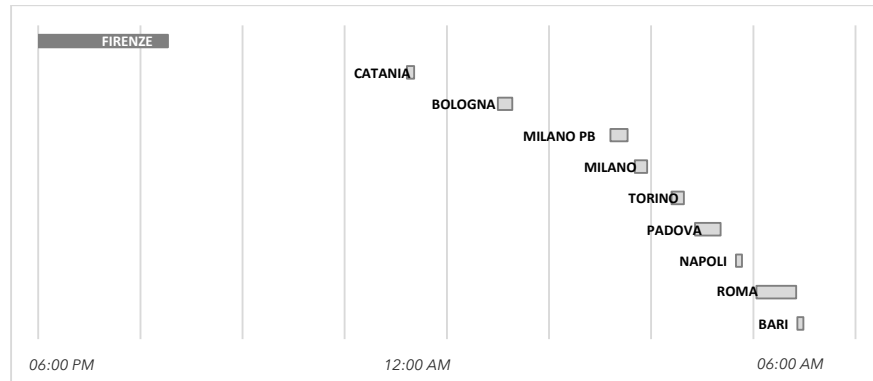 FIRENZE
CATANIA
BOLOGNA
MILANO PB
MILANO
TORINO
PADOVA
NAPOLI
ROMA
BARI
06:00 PM 12:00 AM 06:00 AM